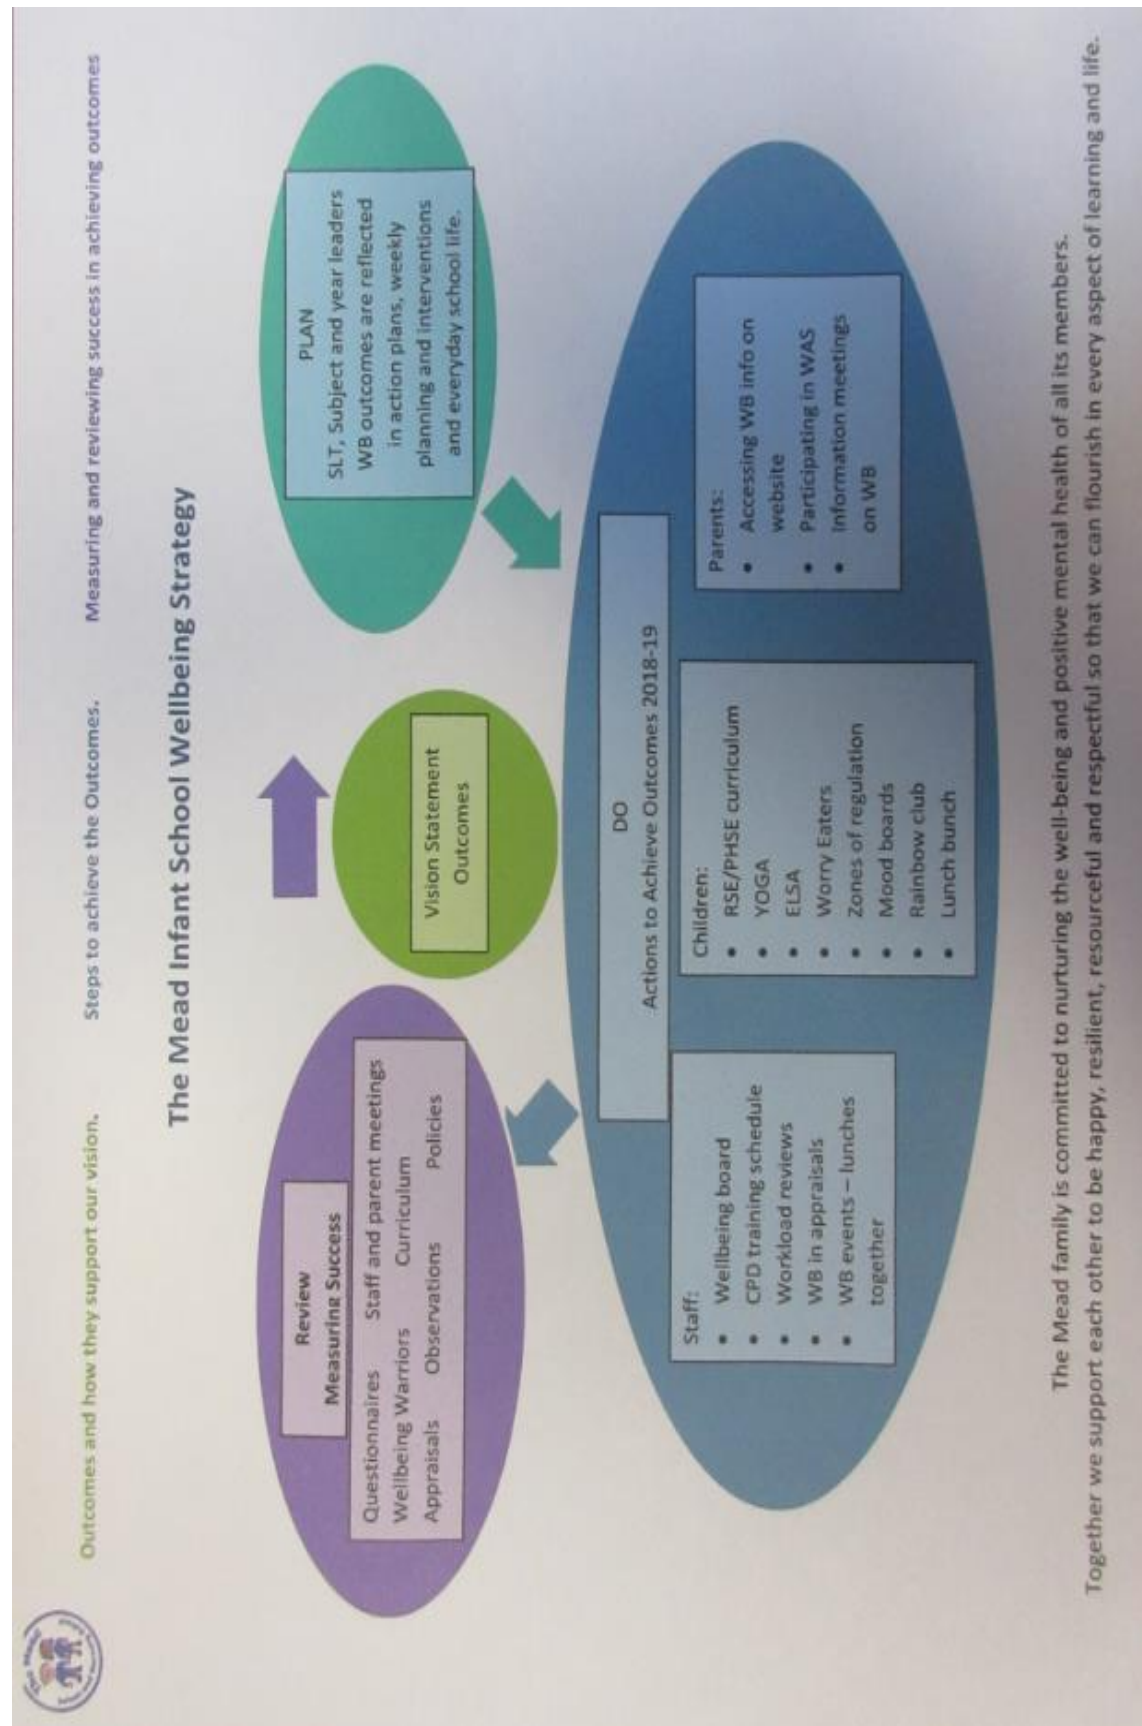 Outcomes and how they support our vision. Steps to achieve the Outcomes. Measuring and reviewing success in achieving outcomes
The Mead Infant School Wellbeing Strategy
Review
Measuring Success
Questionnaires Staff and parent meetings
Wellbeing Warriors Curriculum
Appraisals Observations Policies
Vision Statement
Outcomes
PLAN
SLT, Subject and year leaders
WB outcomes are reflected
in action plans, weekly
planning and interventions
and everyday school life.
DO
Actions to Achieve Outcomes 2018-19
Staff:
• Wellbeing board
• CPD training schedule
• Workload reviews
• WB in appraisals
• WB events – lunches
together
Children:
• RSE/PHSE curriculum
• YOGA
• ELSA
• Worry Eaters
• Zones of regulation
• Mood boards
• Rainbow club
• Lunch bunch
Parents:
• Accessing WB info on
website
• Participating in WAS
• Information meetings
on WB
The Mead family is committed to nurturing the well-being and positive mental health of all its members.
Together we support each other to be happy, resilient, resourceful and respectful so that we can flourish in every aspect of learning and life.